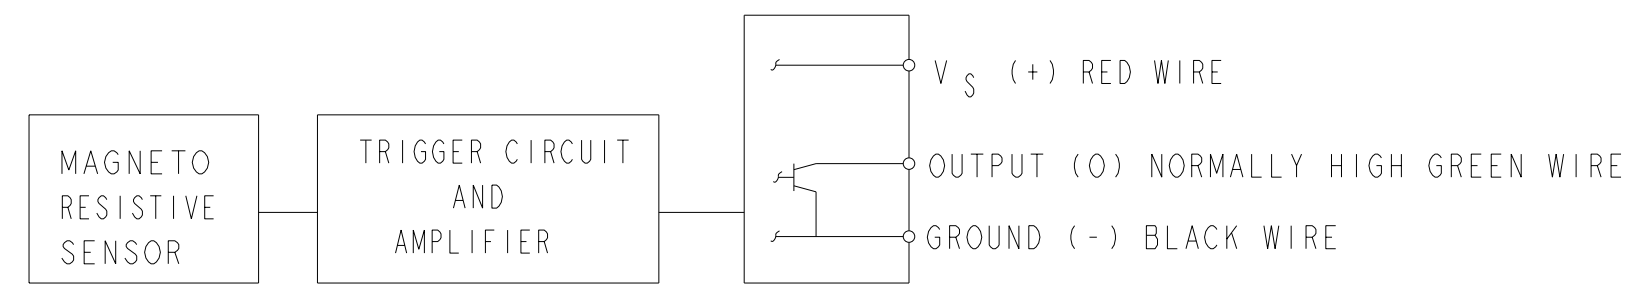 MAGNETO
RESISTIVE
SENSOR
TRIGGER CIRCUIT
AND
AMPLIFIER
V S (+) RED WIRE
OUTPUT (O) NORMALLY HIGH GREEN WIRE
GROUND (-) BLACK WIRE